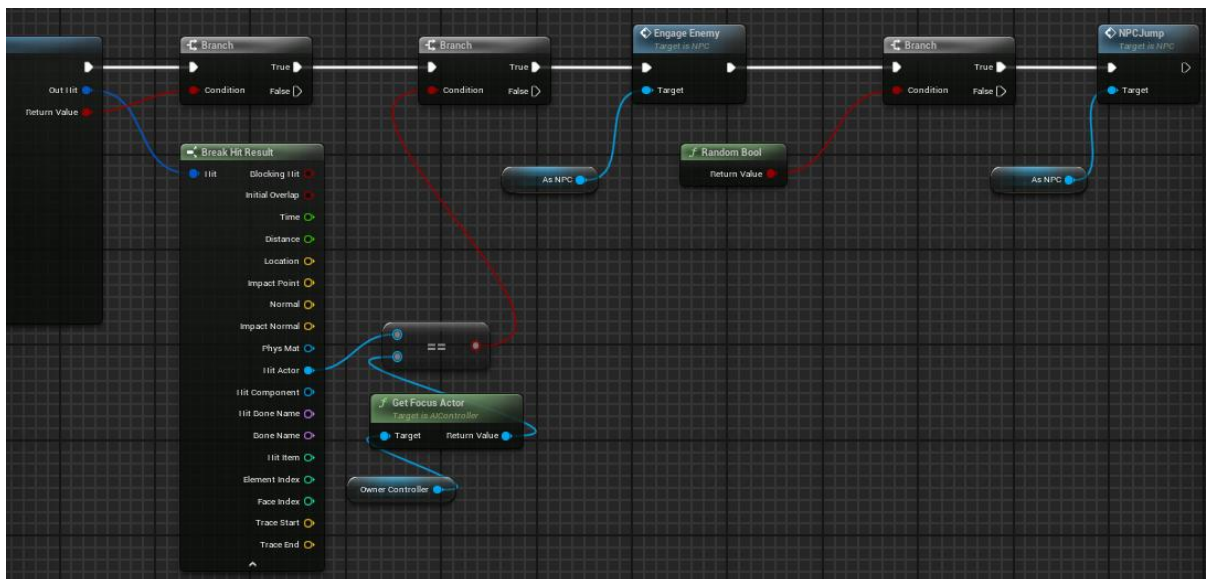 Out Hit
Return Value
Branch
True
Condition
False
Break Hit Result
Hit
Blocking Hit
Initial Overlap
Time
Distance
Location
Impact Point
Normal
Impact Normal
Phys Mat
Hit Actor
Hit Component
Hit Bone Name
Bone Name
Hit Item
Element Index
Face Index
Trace Start
Trace End
Branch
True
Condition
False
==
Get Focus Actor
Target is AIController
Target
Return Value
Owner Controller
Engage Enemy
Target is NPC
Target
As NPC
Random Bool
Return Value
Branch
True
Condition
False
NPCJump
Target is NPC
Target
As NPC